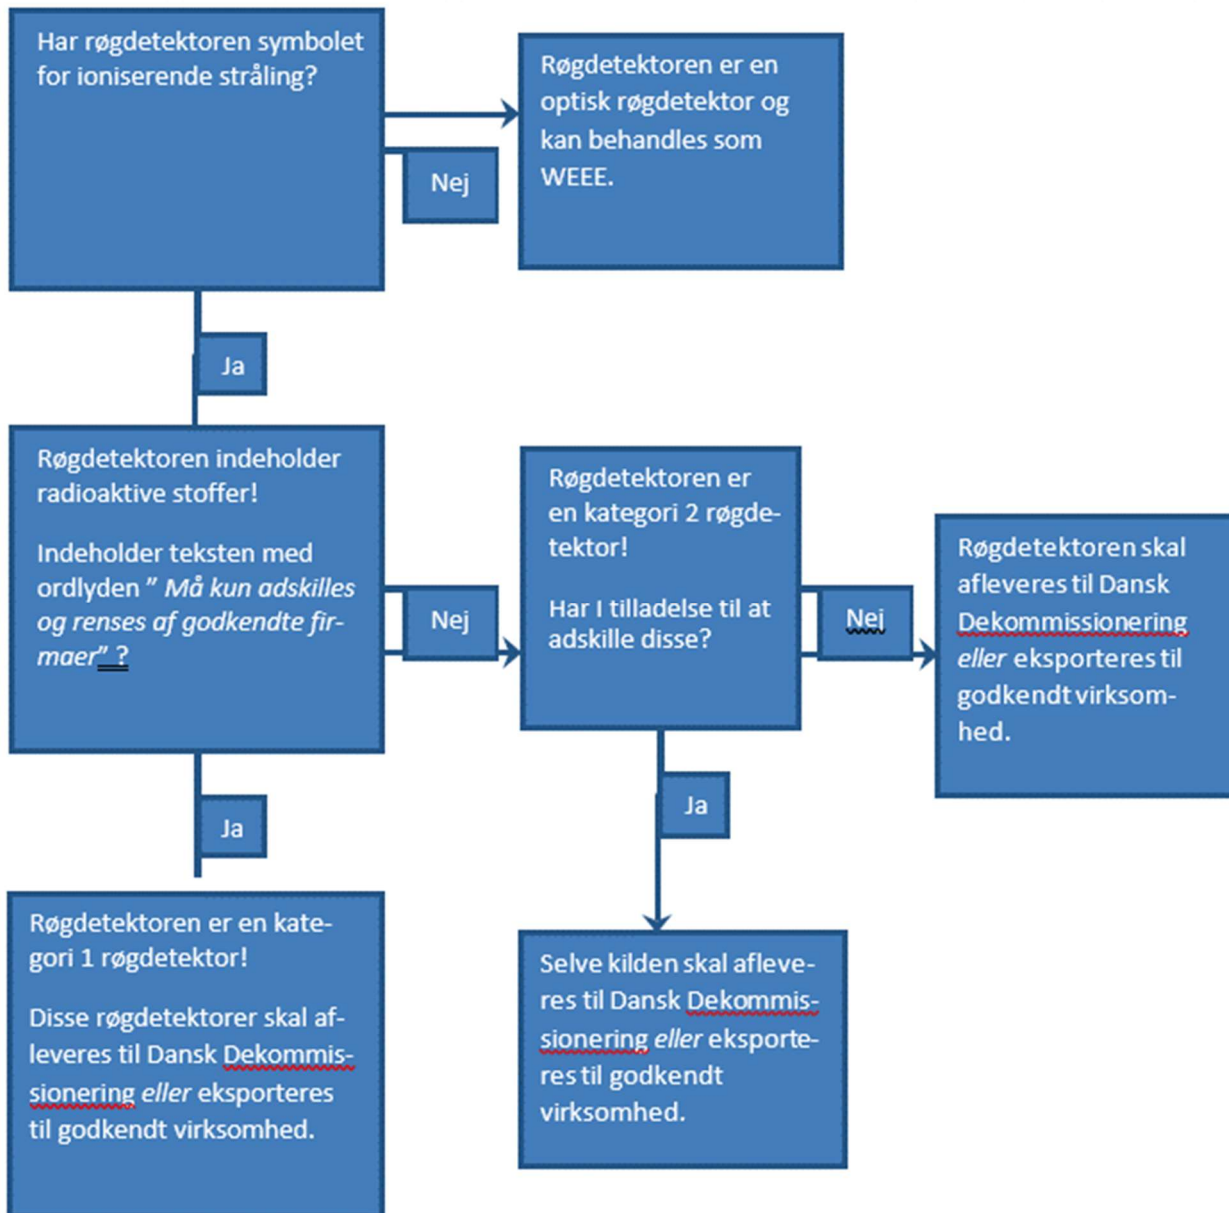 Har røgdetektoren symbolet
for ioniserende stråling?
Nej
Røgdetektoren er en
optisk røgdetektor og
kan behandles som
WEEE.
Ja
Røgdetektoren indeholder
radioaktive stoffer!
Indeholder teksten med
ordlyden ” Må kun adskilles
og renses af godkendte fir-
maer” ?
Nej
Røgdetektoren er
en kategori 2 røgde-
tektor!
Har I tilladelse til at
adskille disse?
Nej
Røgdetektoren skal
afleveres til Dansk
Dekommissionering
eller eksporteres til
godkendt virksom-
hed.
Ja
Røgdetektoren er en kate-
gori 1 røgdetektor!
Disse røgdetektorer skal af-
leveres til Dansk Dekommis-
sionering eller eksporteres
til godkendt virksomhed.
Ja
Selve kilden skal afleve-
res til Dansk Dekommis-
sionering eller eksporte-
res til godkendt
virksomhed.